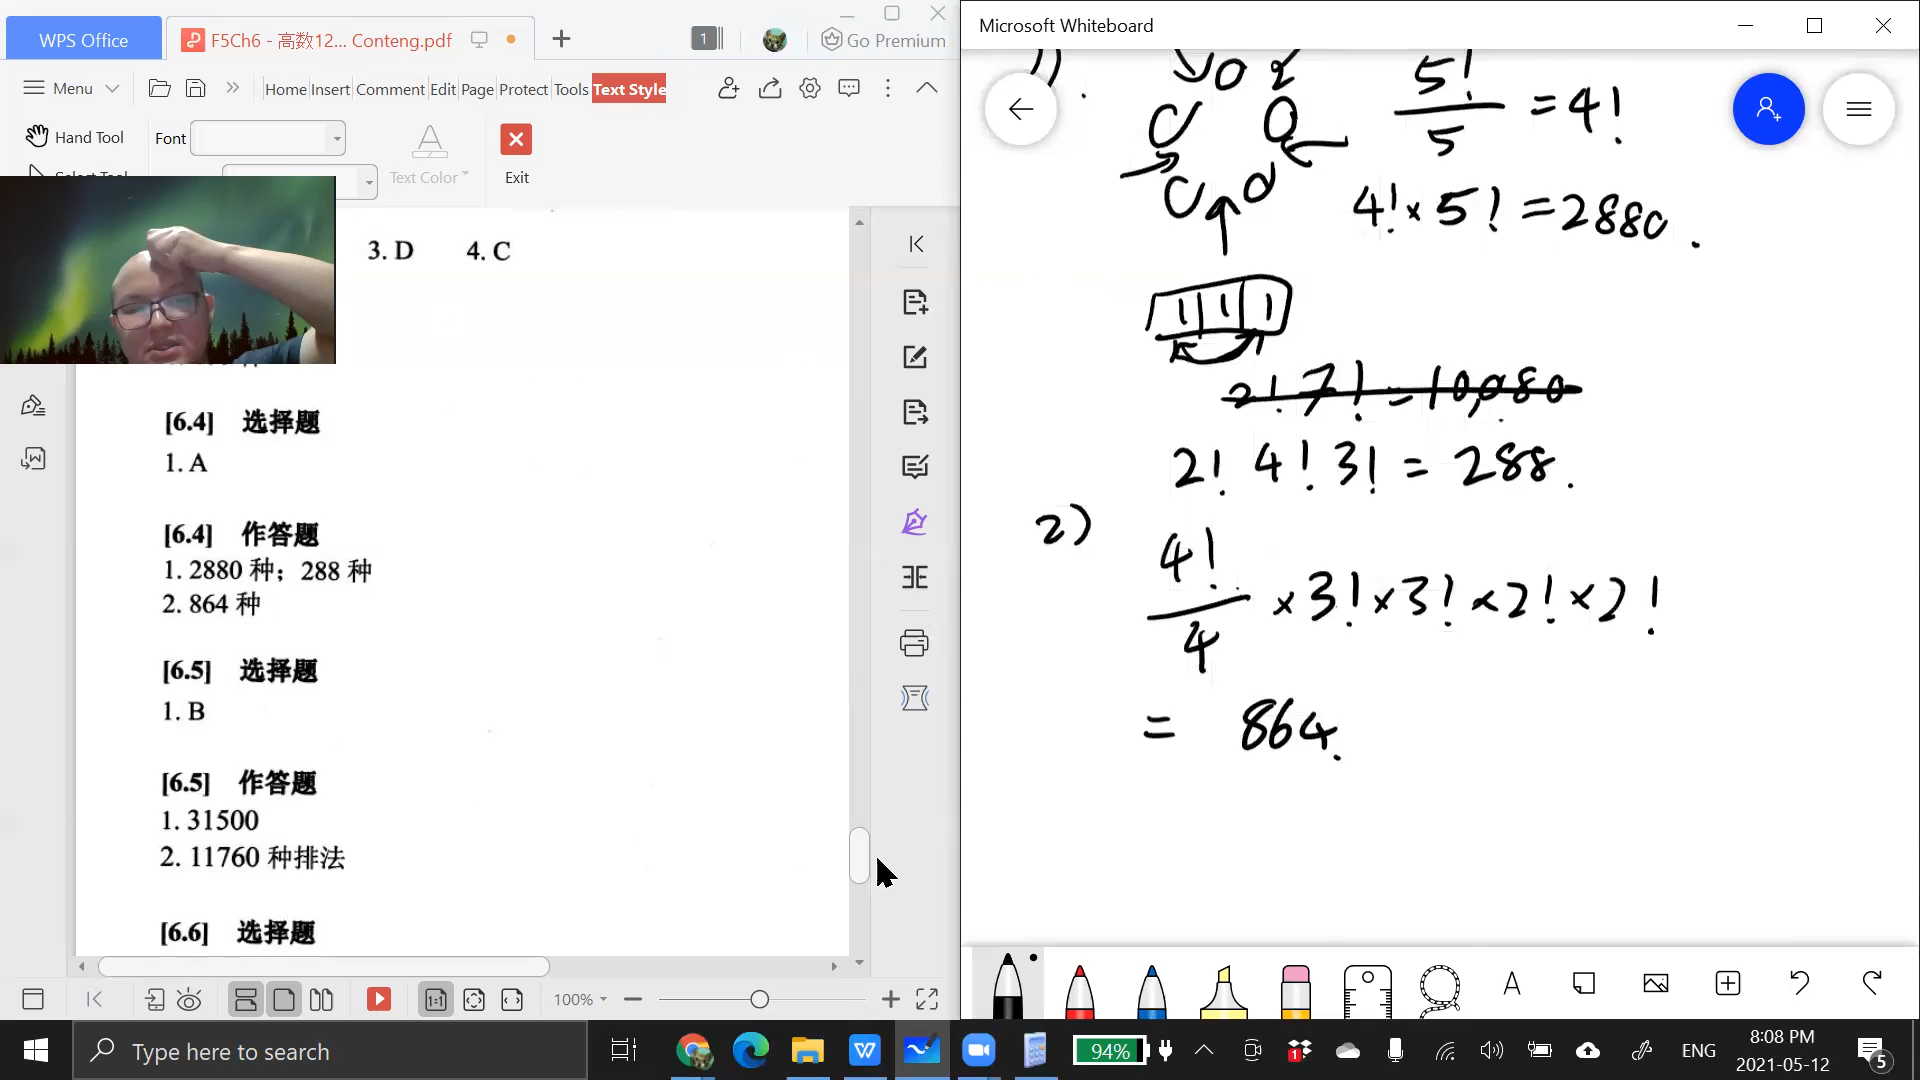 WPS Office
F5Ch6 - 高数12... Conteng.pdf
1
Go Premium
Menu
Home Insert Comment Edit Page Protect Tools Text Style
Hand Tool
Font
Text Color
Exit
3. D 4. C
[6.4] 选择题
1. A
[6.4] 作答题
1. 2880 种; 288 种
2. 864 种
[6.5] 选择题
1. B
[6.5] 作答题
1. 31500
2. 11760 种排法
[6.6] 选择题
100%
Microsoft Whiteboard
5!/5 = 4!
4! × 5! = 2880.
2! 7! = 10,080
2! 4! 3! = 288.
2)
4!/4 × 3! × 3! × 2! × 2!
= 864.
Type here to search
94%
ENG
8:08 PM
2021-05-12
5